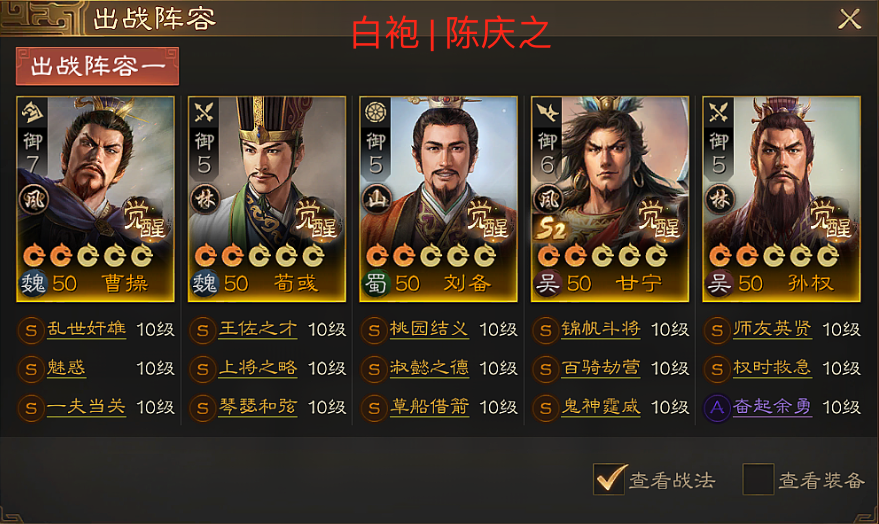 出战阵容
白袍|陈庆之
出战阵容一
御 7 风 觉醒 魏 50 曹操
御 5 林 觉醒 魏 50 荀彧
御 5 山 觉醒 蜀 50 刘备
御 6 风 S2 觉醒 吴 50 甘宁
御 5 林 觉醒 吴 50 孙权
S 乱世奸雄 10级 S 王佐之才 10级 S 桃园结义 10级 S 锦帆斗将 10级 S 师友英贤 10级
S 魅惑 10级 S 上将之略 10级 S 淑懿之德 10级 S 百骑劫营 10级 S 权时救急 10级
S 一夫当关 10级 S 琴瑟和弦 10级 S 草船借箭 10级 S 鬼神霆威 10级 A 奋起余勇 10级
查看战法 查看装备